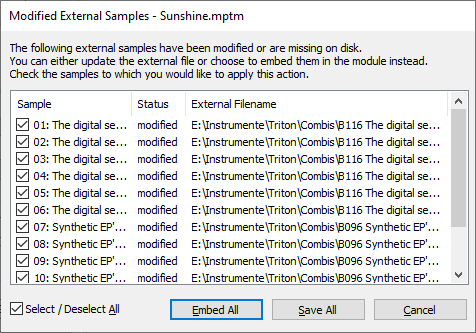 Modified External Samples - Sunshine.mptm
The following external samples have been modified or are missing on disk.
You can either update the external file or choose to embed them in the module instead.
Check the samples to which you would like to apply this action.
Sample Status External Filename
01: The digital se... modified E:\Instrumente\Triton\Combis\B116 The digital se...
02: The digital se... modified E:\Instrumente\Triton\Combis\B116 The digital se...
03: The digital se... modified E:\Instrumente\Triton\Combis\B116 The digital se...
04: The digital se... modified E:\Instrumente\Triton\Combis\B116 The digital se...
05: The digital se... modified E:\Instrumente\Triton\Combis\B116 The digital se...
06: The digital se... modified E:\Instrumente\Triton\Combis\B116 The digital se...
07: Synthetic EP'... modified E:\Instrumente\Triton\Combis\B096 Synthetic EP'...
08: Synthetic EP'... modified E:\Instrumente\Triton\Combis\B096 Synthetic EP'...
09: Synthetic EP'... modified E:\Instrumente\Triton\Combis\B096 Synthetic EP'...
10: Synthetic EP'... modified E:\Instrumente\Triton\Combis\B096 Synthetic EP'...
Select / Deselect All Embed All Save All Cancel